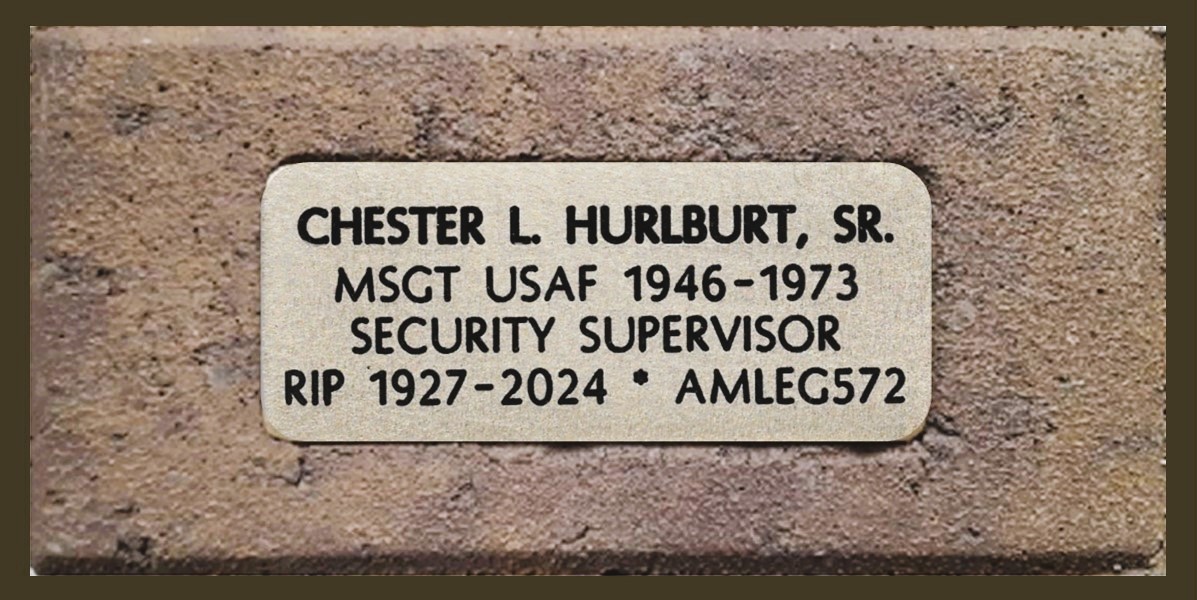 CHESTER L. HURLBURT, SR.
MSGT USAF 1946-1973
SECURITY SUPERVISOR
RIP 1927-2024 * AMLEG572